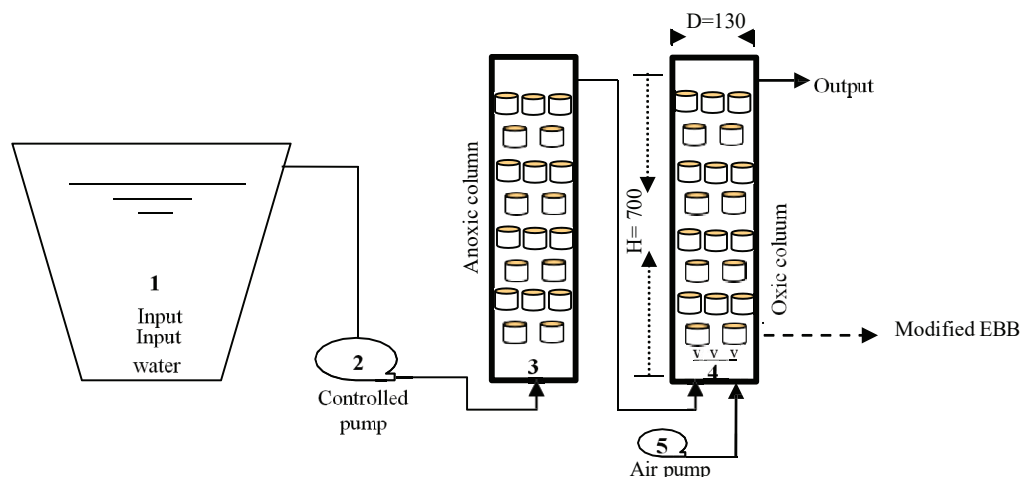 D=130
Output
Anoxic column
H= 700
Oxic coluum
1
Input
Input
water
2
Controlled
pump
3
Modified EBB
v v v
4
5
Air pump